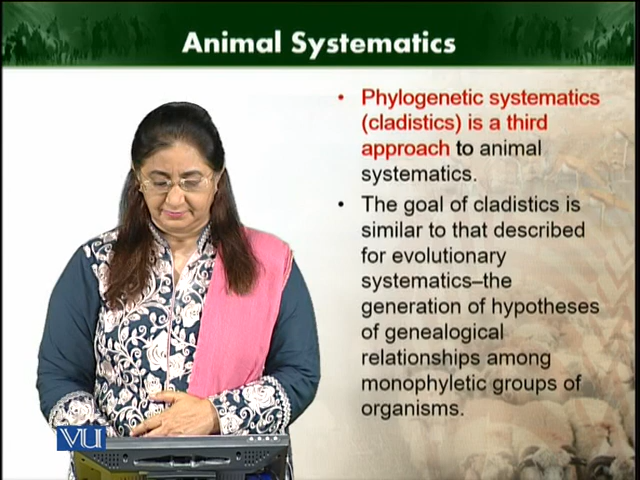 Animal Systematics
• Phylogenetic systematics
(cladistics) is a third
approach to animal
systematics.
• The goal of cladistics is
similar to that described
for evolutionary
systematics–the
generation of hypotheses
of genealogical
relationships among
monophyletic groups of
organisms.
VU